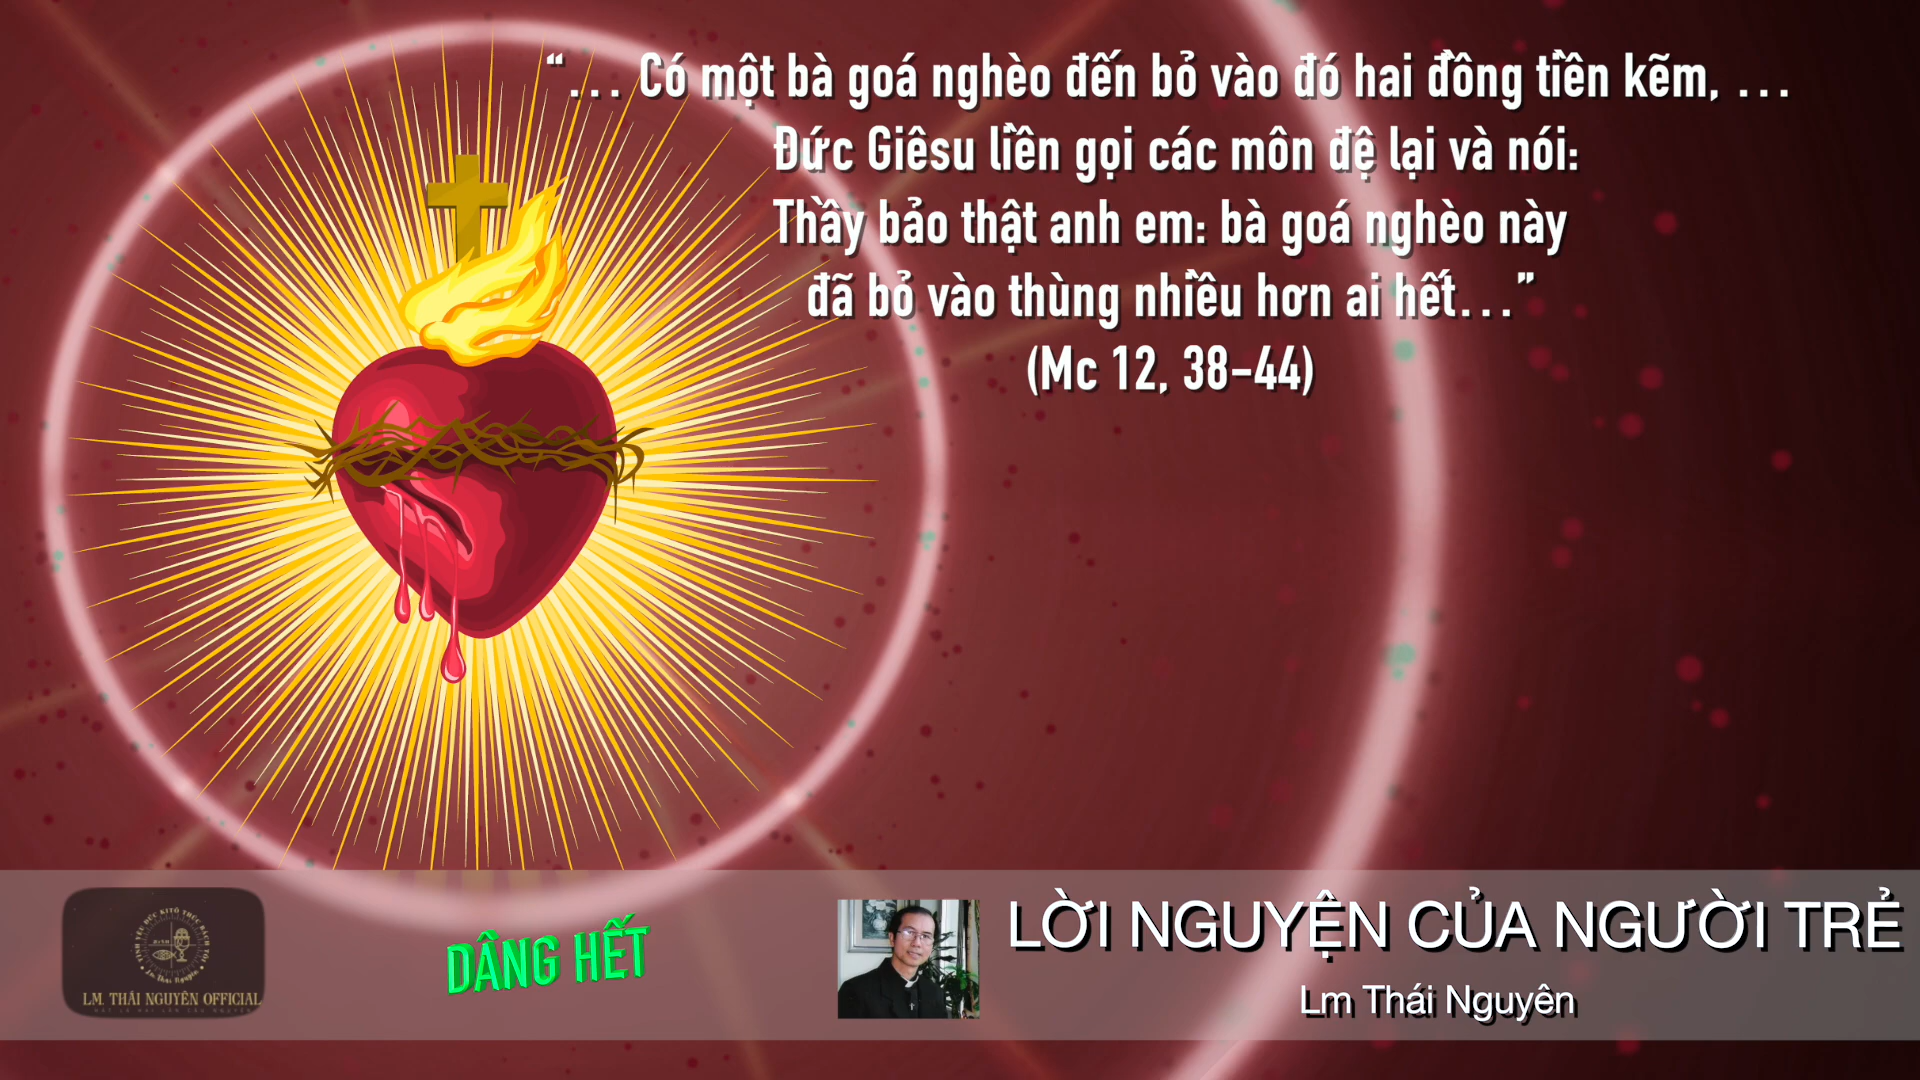 “... Có một bà goá nghèo đến bỏ vào đó hai đồng tiền kẽm, ...
Đức Giêsu liền gọi các môn đệ lại và nói:
Thầy bảo thật anh em: bà goá nghèo này
đã bỏ vào thùng nhiều hơn ai hết...”
(Mc 12, 38-44)
LM. THÁI NGUYÊN OFFICIAL
DÂNG HẾT
LỜI NGUYỆN CỦA NGƯỜI TRẺ
Lm Thái Nguyên